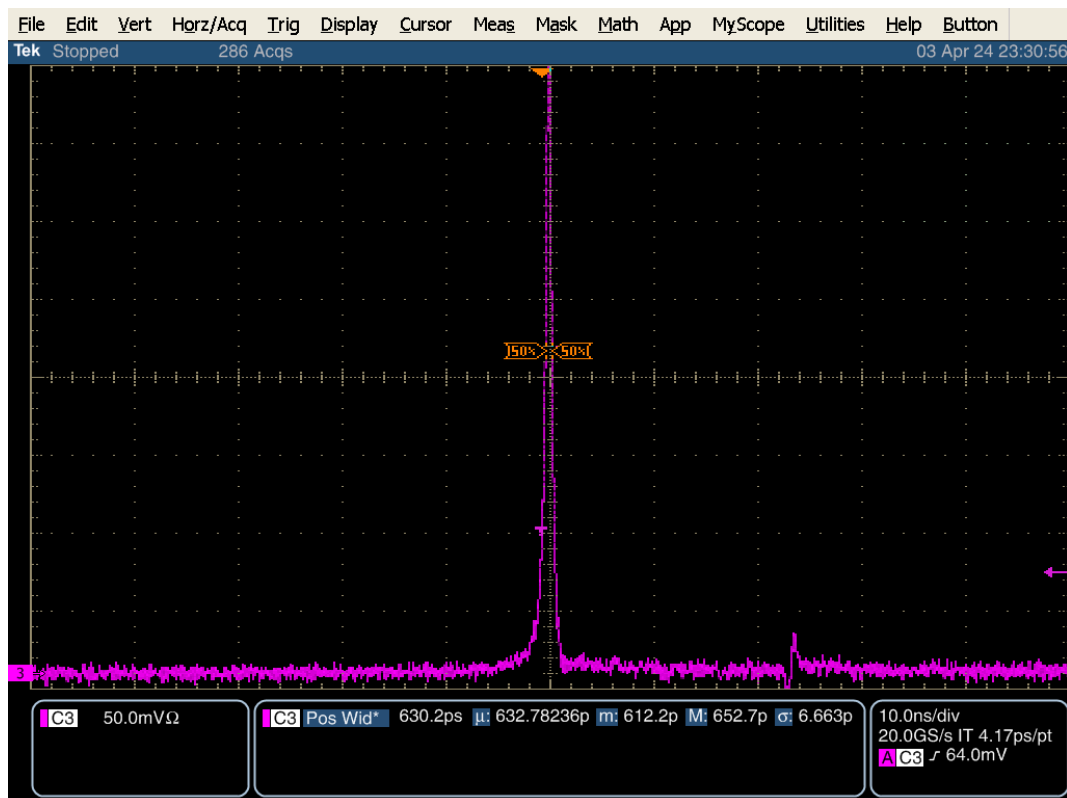 File Edit Vert Horz/Acq Trig Display Cursor Meas Mask Math App MyScope Utilities Help Button
Tek Stopped 286 Acqs 03 Apr 24 23:30:56
50% 50%
3
C3 50.0mVΩ
C3 Pos Wid* 630.2ps µ: 632.78236p m: 612.2p M: 652.7p σ: 6.663p
10.0ns/div
20.0GS/s IT 4.17ps/pt
A C3 64.0mV